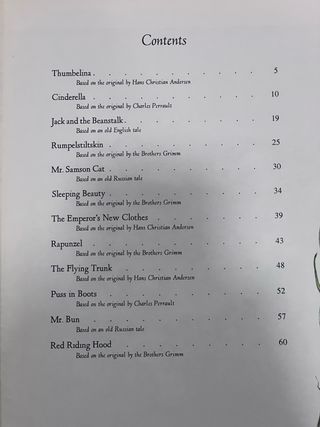 Contents
Thumbelina . . . . . . . . . . 5
Based on the original by Hans Christian Andersen
Cinderella . . . . . . . . . . 10
Based on the original by Charles Perrault
Jack and the Beanstalk . . . . . . . . 19
Based on an old English tale
Rumpelstiltskin . . . . . . . . . 25
Based on the original by the Brothers Grimm
Mr. Samson Cat . . . . . . . . . 30
Based on an old Russian tale
Sleeping Beauty . . . . . . . . . 34
Based on the original by the Brothers Grimm
The Emperor's New Clothes . . . . . . . 39
Based on the original by Hans Christian Andersen
Rapunzel . . . . . . . . . . 43
Based on the original by the Brothers Grimm
The Flying Trunk . . . . . . . . 48
Based on the original by Hans Christian Andersen
Puss in Boots . . . . . . . . . 52
Based on the original by Charles Perrault
Mr. Bun . . . . . . . . . . 57
Based on an old Russian tale
Red Riding Hood . . . . . . . . 60
Based on the original by the Brothers Grimm